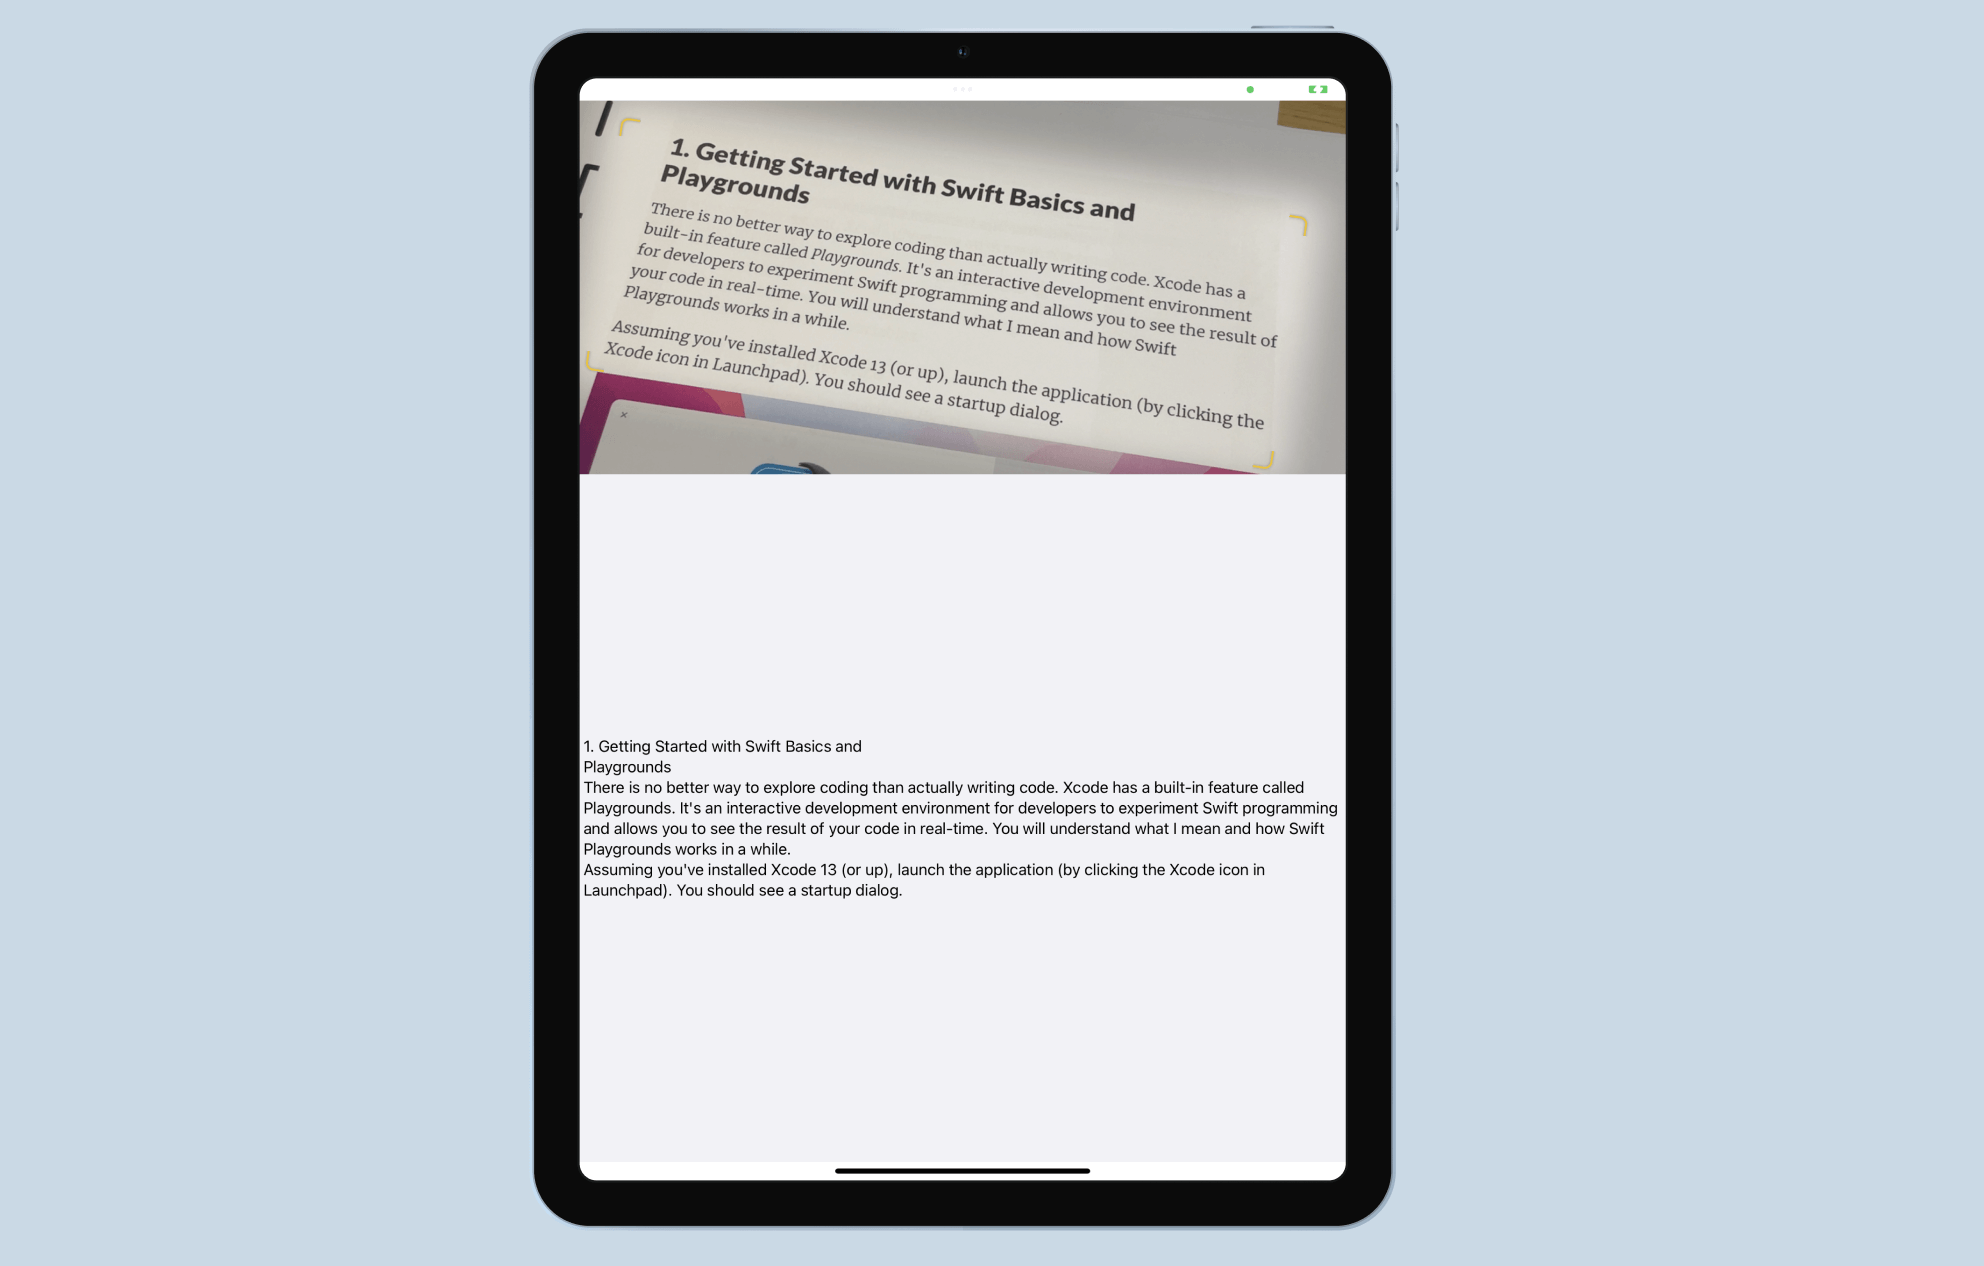 1. Getting Started with Swift Basics and
Playgrounds
There is no better way to explore coding than actually writing code. Xcode has a
built-in feature called Playgrounds. It's an interactive development environment
for developers to experiment Swift programming and allows you to see the result of
your code in real-time. You will understand what I mean and how Swift
Playgrounds works in a while.
Assuming you've installed Xcode 13 (or up), launch the application (by clicking the
Xcode icon in Launchpad). You should see a startup dialog.
1. Getting Started with Swift Basics and
Playgrounds
There is no better way to explore coding than actually writing code. Xcode has a built-in feature called
Playgrounds. It's an interactive development environment for developers to experiment Swift programming
and allows you to see the result of your code in real-time. You will understand what I mean and how Swift
Playgrounds works in a while.
Assuming you've installed Xcode 13 (or up), launch the application (by clicking the Xcode icon in
Launchpad). You should see a startup dialog.